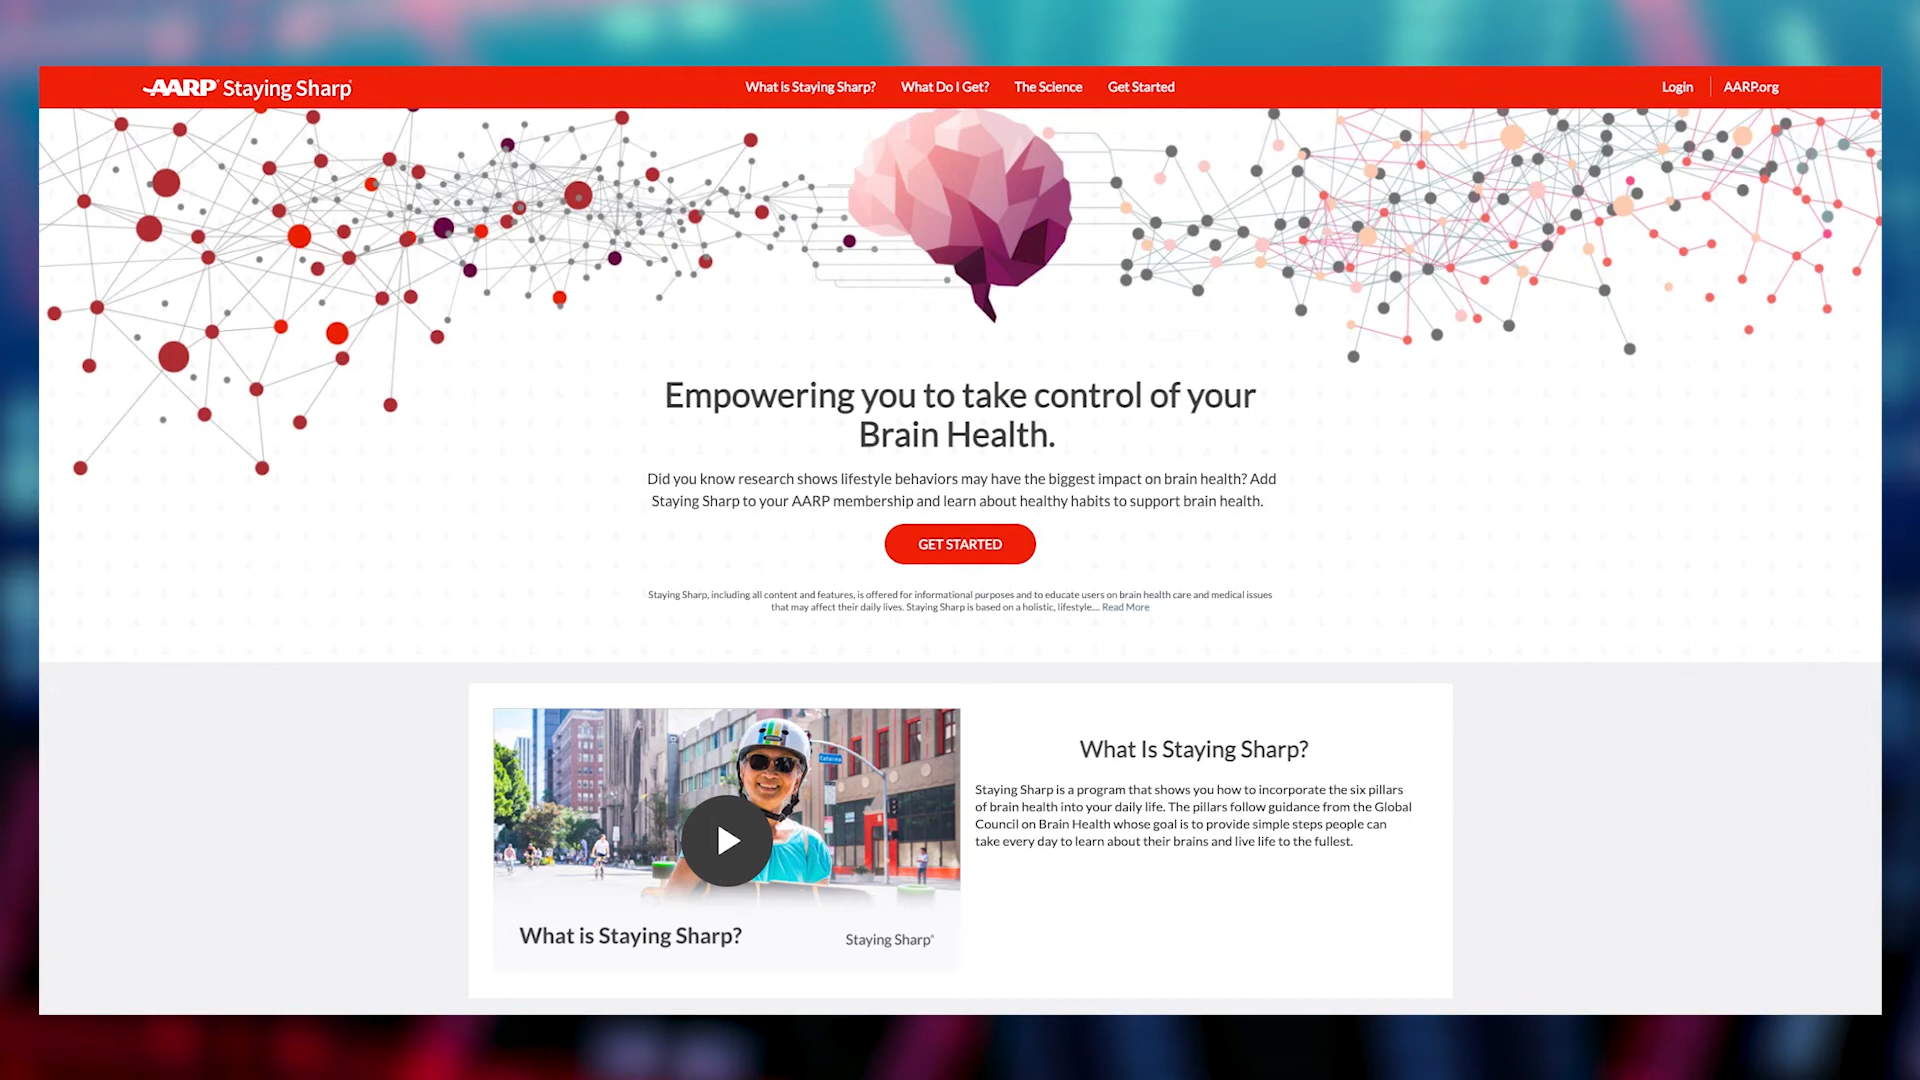 AARP® Staying Sharp®
What is Staying Sharp? What Do I Get? The Science Get Started
Login AARP.org
Empowering you to take control of your
Brain Health.
Did you know research shows lifestyle behaviors may have the biggest impact on brain health? Add
Staying Sharp to your AARP membership and learn about healthy habits to support brain health.
GET STARTED
Staying Sharp, including all content and features, is offered for informational purposes and to educate users on brain health care and medical issues
that may affect their daily lives. Staying Sharp is based on a holistic, lifestyle... Read More
Catalina
What is Staying Sharp?
Staying Sharp®
What Is Staying Sharp?
Staying Sharp is a program that shows you how to incorporate the six pillars
of brain health into your daily life. The pillars follow guidance from the Global
Council on Brain Health whose goal is to provide simple steps people can
take every day to learn about their brains and live life to the fullest.